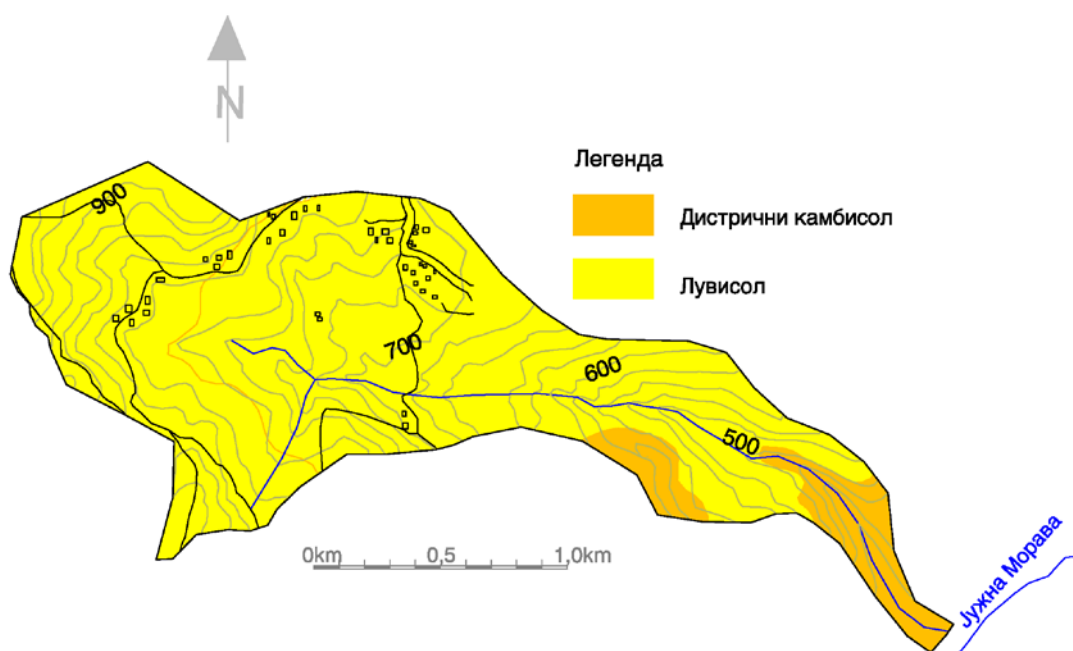 N
Легенда
Дистрични камбисол
Лувисол
900
700
600
500
0km 0,5 1,0km
Јужна Морава